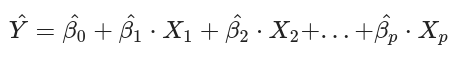 Ŷ = β̂₀ + β̂₁ · X₁ + β̂₂ · X₂+...+β̂ₚ · Xₚ